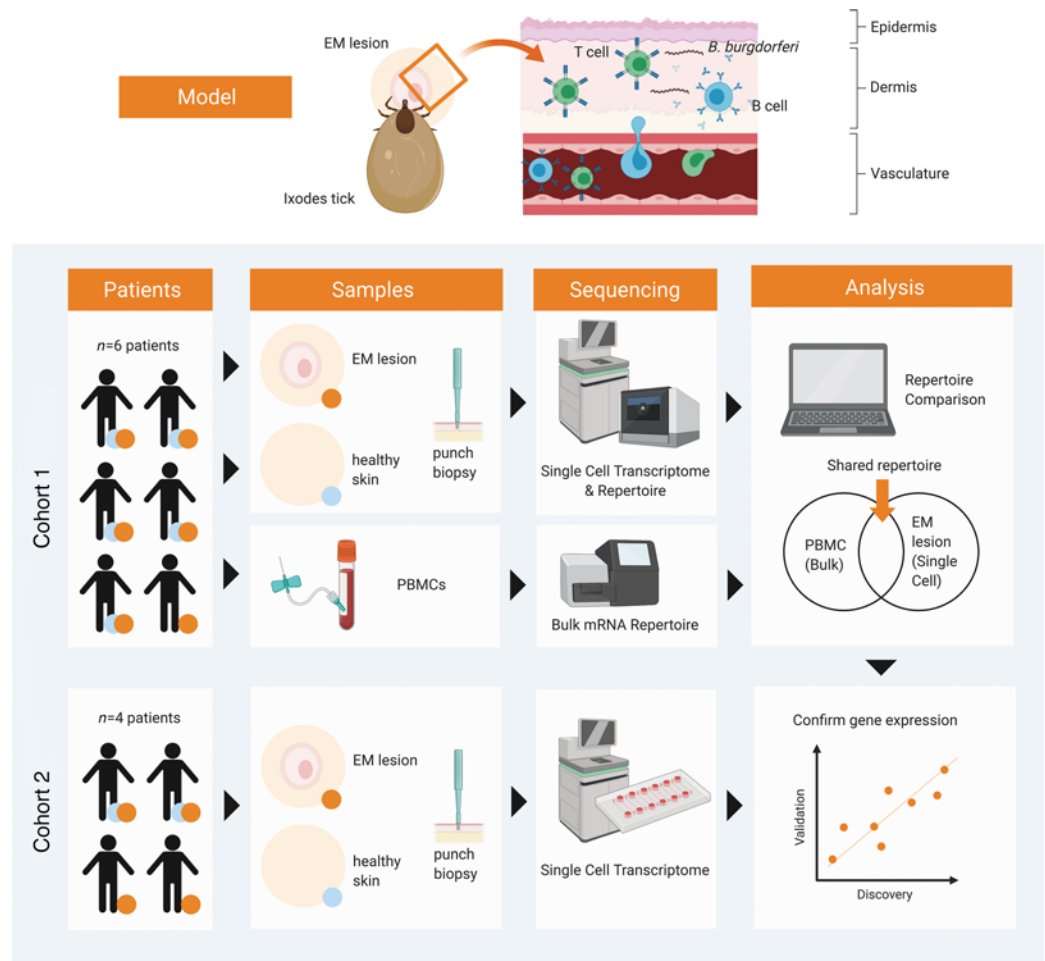 Model
EM lesion
Ixodes tick
T cell
B. burgdorferi
B cell
Epidermis
Dermis
Vasculature
Patients
Samples
Sequencing
Analysis
Cohort 1
n=6 patients
EM lesion
healthy
skin
punch
biopsy
Single Cell Transcriptome
& Repertoire
Repertoire
Comparison
Shared repertoire
PBMC
(Bulk)
EM
lesion
(Single
Cell)
PBMCs
Bulk mRNA Repertoire
Cohort 2
n=4 patients
EM lesion
healthy
skin
punch
biopsy
Single Cell Transcriptome
Confirm gene expression
Validation
Discovery